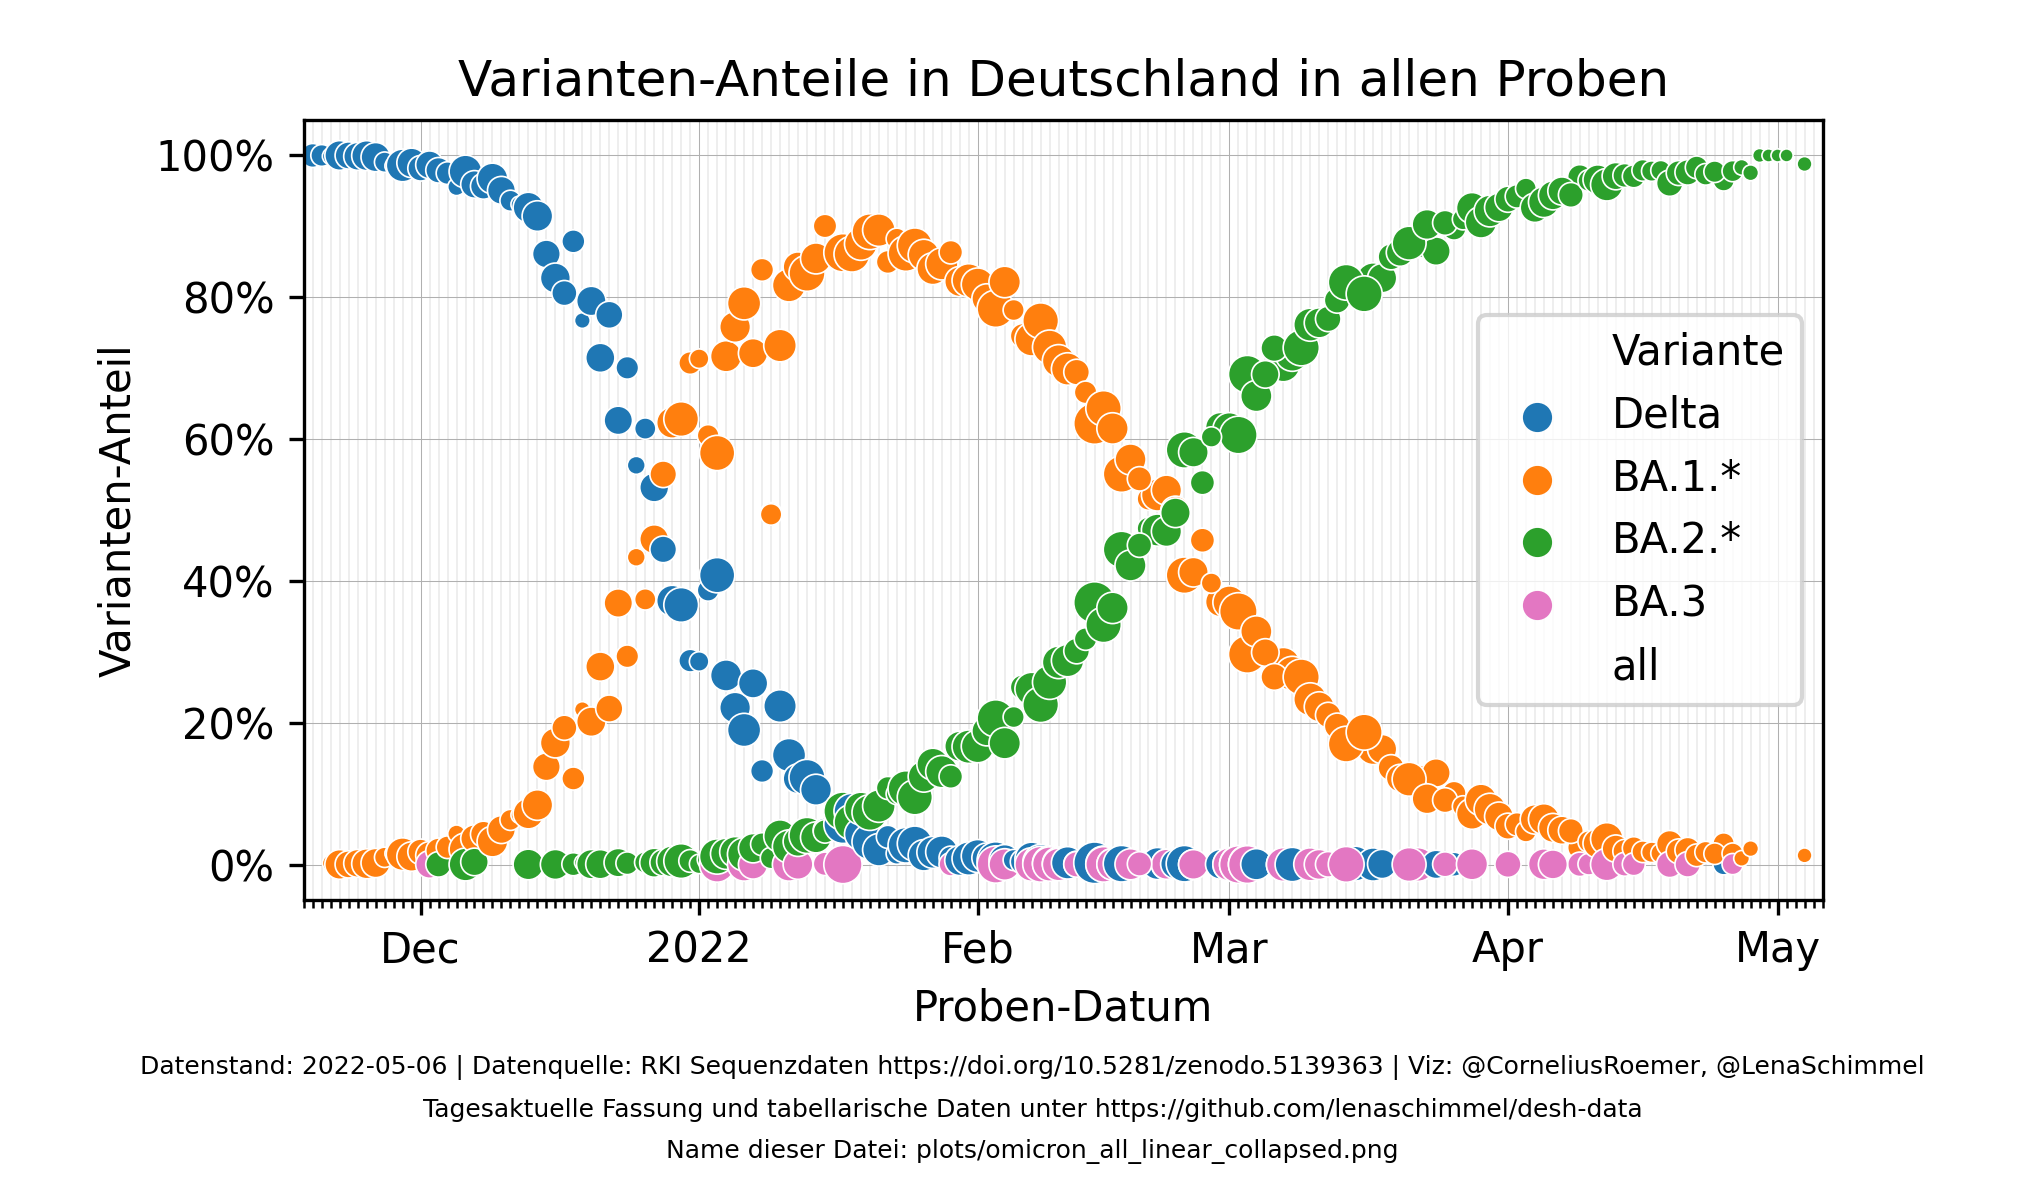 Varianten-Anteile in Deutschland in allen Proben
Varianten-Anteil
100%
80%
60%
40%
20%
0%
Variante
Delta
BA.1.*
BA.2.*
BA.3
all
Dec
2022
Feb
Mar
Apr
May
Proben-Datum
Datenstand: 2022-05-06 | Datenquelle: RKI Sequenzdaten https://doi.org/10.5281/zenodo.5139363 | Viz: @CorneliusRoemer, @LenaSchimmel
Tagesaktuelle Fassung und tabellarische Daten unter https://github.com/lenaschimmel/desh-data
Name dieser Datei: plots/omicron_all_linear_collapsed.png